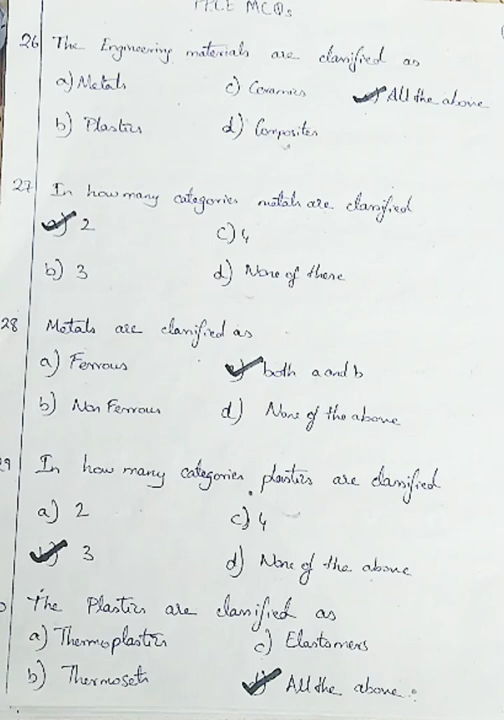 MCQs
26 The Engineering materials are classified as
a) Metals c) Ceramics All the above
b) Plastics d) Composites
27 In how many categories metals are classified
a) 2 c) 4
b) 3 d) None of these
28 Metals are classified as
a) Ferrous c) both a and b
b) Non Ferrous d) None of the above
29 In how many categories plastics are classified
a) 2 c) 4
b) 3 d) None of the above
The Plastics are classified as
a) Thermoplastics c) Elastomers
b) Thermosets d) All the above.